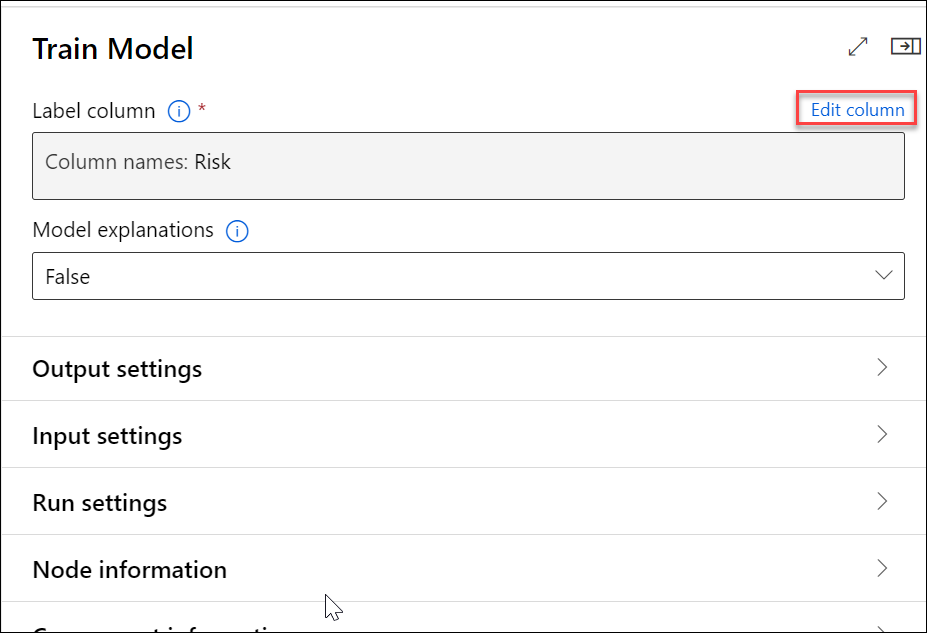 Train Model
Label column *
Edit column
Column names: Risk
Model explanations
False
Output settings
Input settings
Run settings
Node information